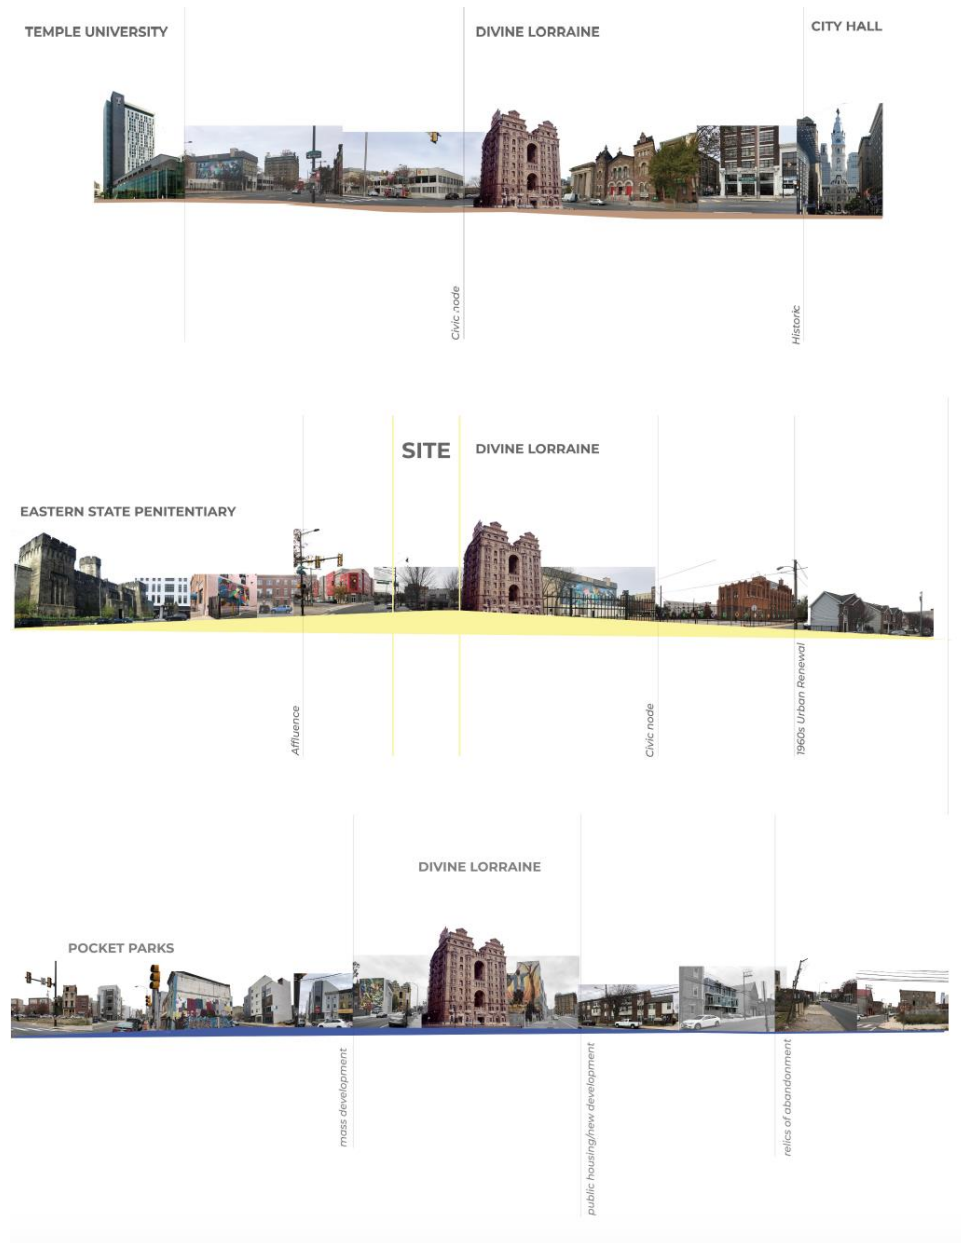 TEMPLE UNIVERSITY
DIVINE LORRAINE
CITY HALL
Civic node
Historic
SITE
DIVINE LORRAINE
EASTERN STATE PENITENTIARY
Affluence
Civic node
1960s Urban Renewal
DIVINE LORRAINE
POCKET PARKS
mass development
public housing/new development
relics of abandonment